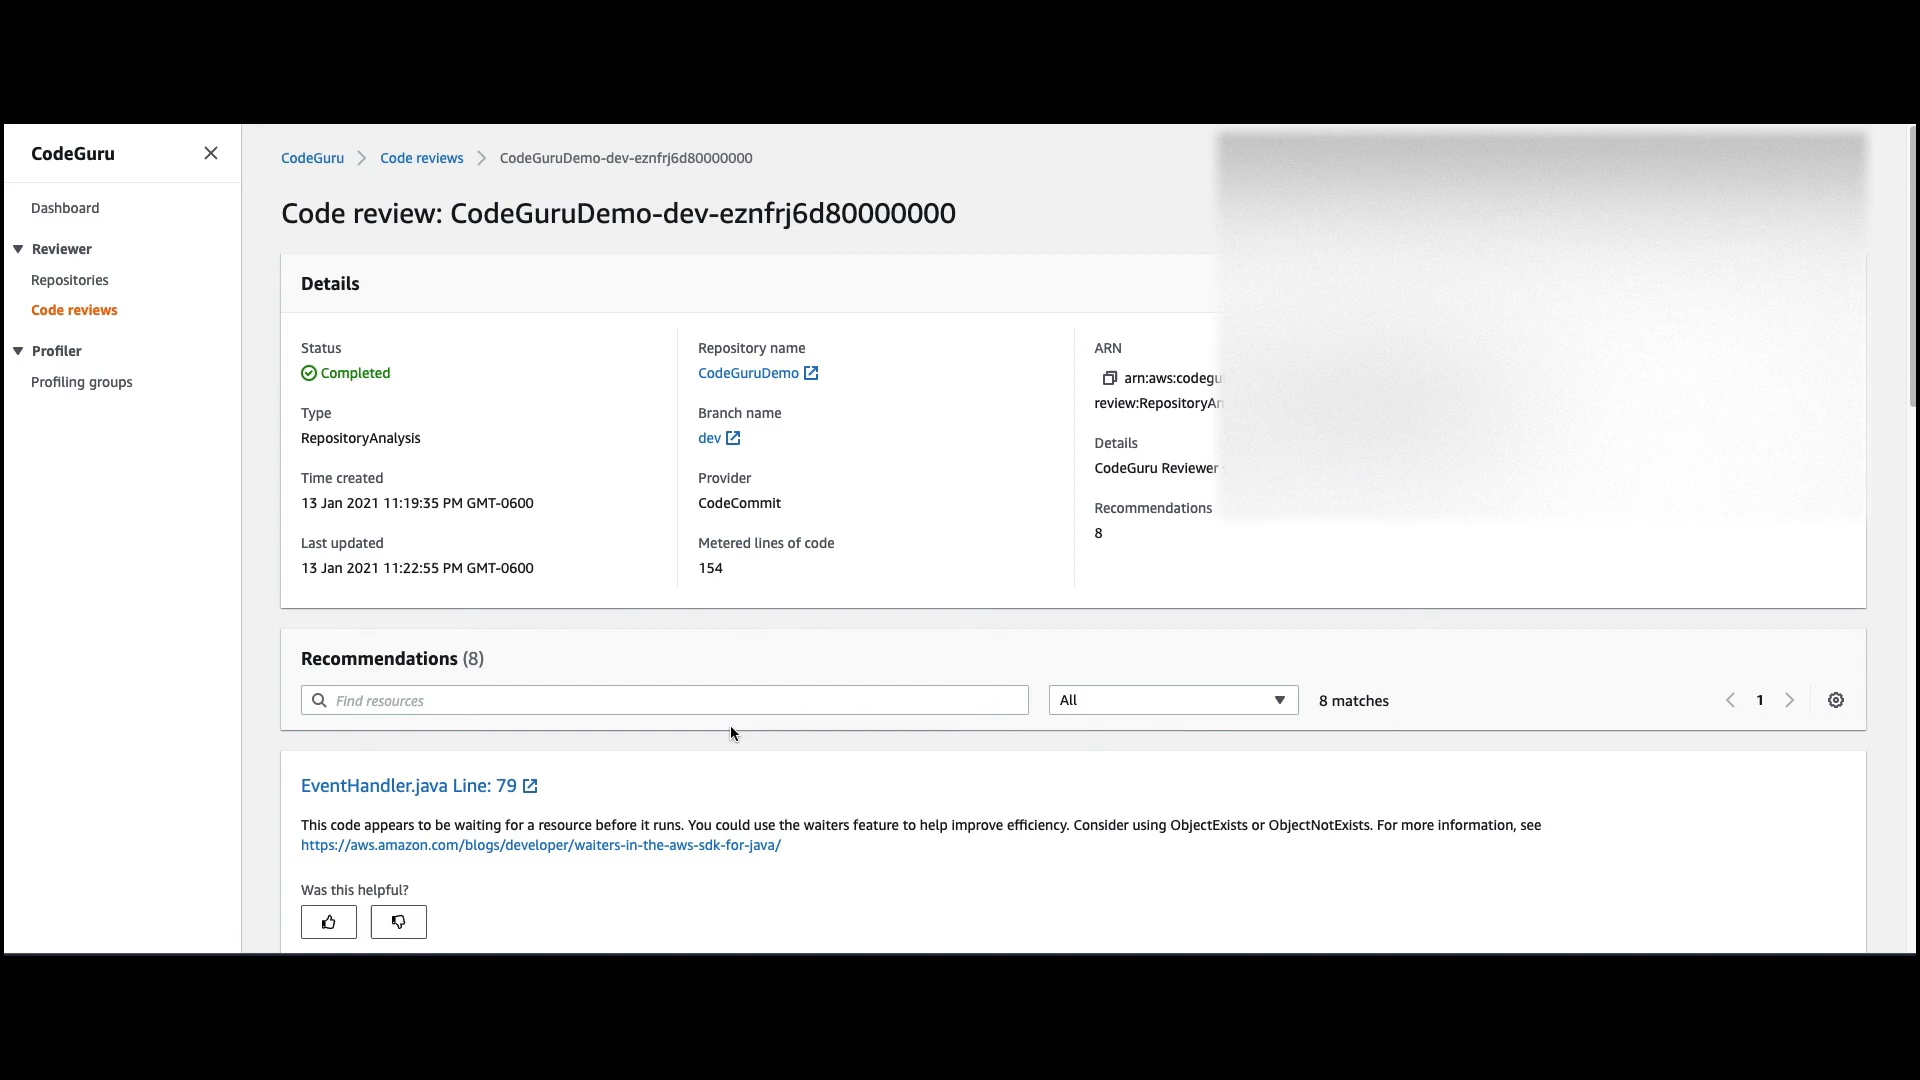 CodeGuru
Dashboard
Reviewer
Repositories
Code reviews
Profiler
Profiling groups
CodeGuru
Code reviews
CodeGuruDemo-dev-eznfrj6d80000000
Code review: CodeGuruDemo-dev-eznfrj6d80000000
Details
Status
Completed
Type
RepositoryAnalysis
Time created
13 Jan 2021 11:19:35 PM GMT-0600
Last updated
13 Jan 2021 11:22:55 PM GMT-0600
Repository name
CodeGuruDemo
Branch name
dev
Provider
CodeCommit
Metered lines of code
154
ARN
arn:aws:codegu
review:RepositoryAn
Details
CodeGuru Reviewer
Recommendations
8
Recommendations (8)
Find resources
All
8 matches
1
EventHandler.java Line: 79
This code appears to be waiting for a resource before it runs. You could use the waiters feature to help improve efficiency. Consider using ObjectExists or ObjectNotExists. For more information, see
https://aws.amazon.com/blogs/developer/waiters-in-the-aws-sdk-for-java/
Was this helpful?